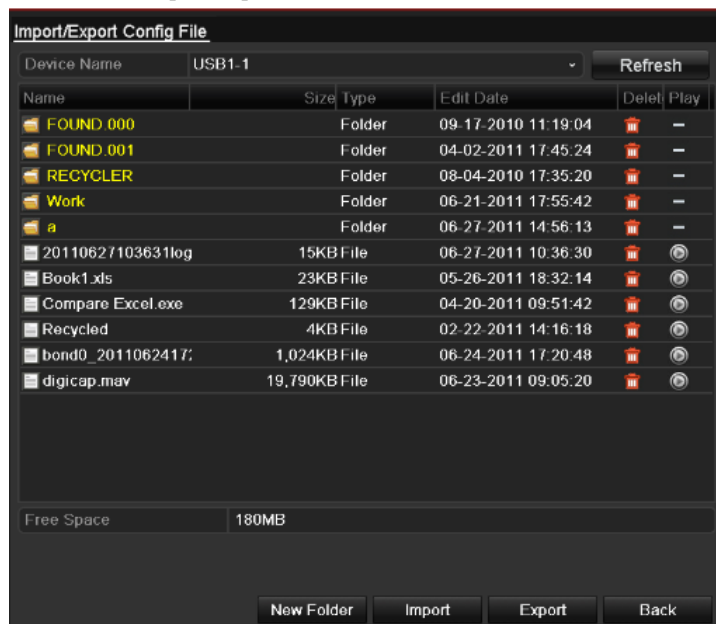 Import/Export Config File
Device Name USB1-1 Refresh
Name Size Type Edit Date Delet Play
FOUND.000 Folder 09-17-2010 11:19:04 –
FOUND.001 Folder 04-02-2011 17:45:24 –
RECYCLER Folder 08-04-2010 17:35:20 –
Work Folder 06-21-2011 17:55:42 –
a Folder 06-27-2011 14:56:13 –
20110627103631log 15KB File 06-27-2011 10:36:30
Book1.xls 23KB File 05-26-2011 18:32:14
Compare Excel.exe 129KB File 04-20-2011 09:51:42
Recycled 4KB File 02-22-2011 14:16:18
bond0_2011062417: 1,024KB File 06-24-2011 17:20:48
digicap.mav 19,790KB File 06-23-2011 09:05:20
Free Space 180MB
New Folder Import Export Back